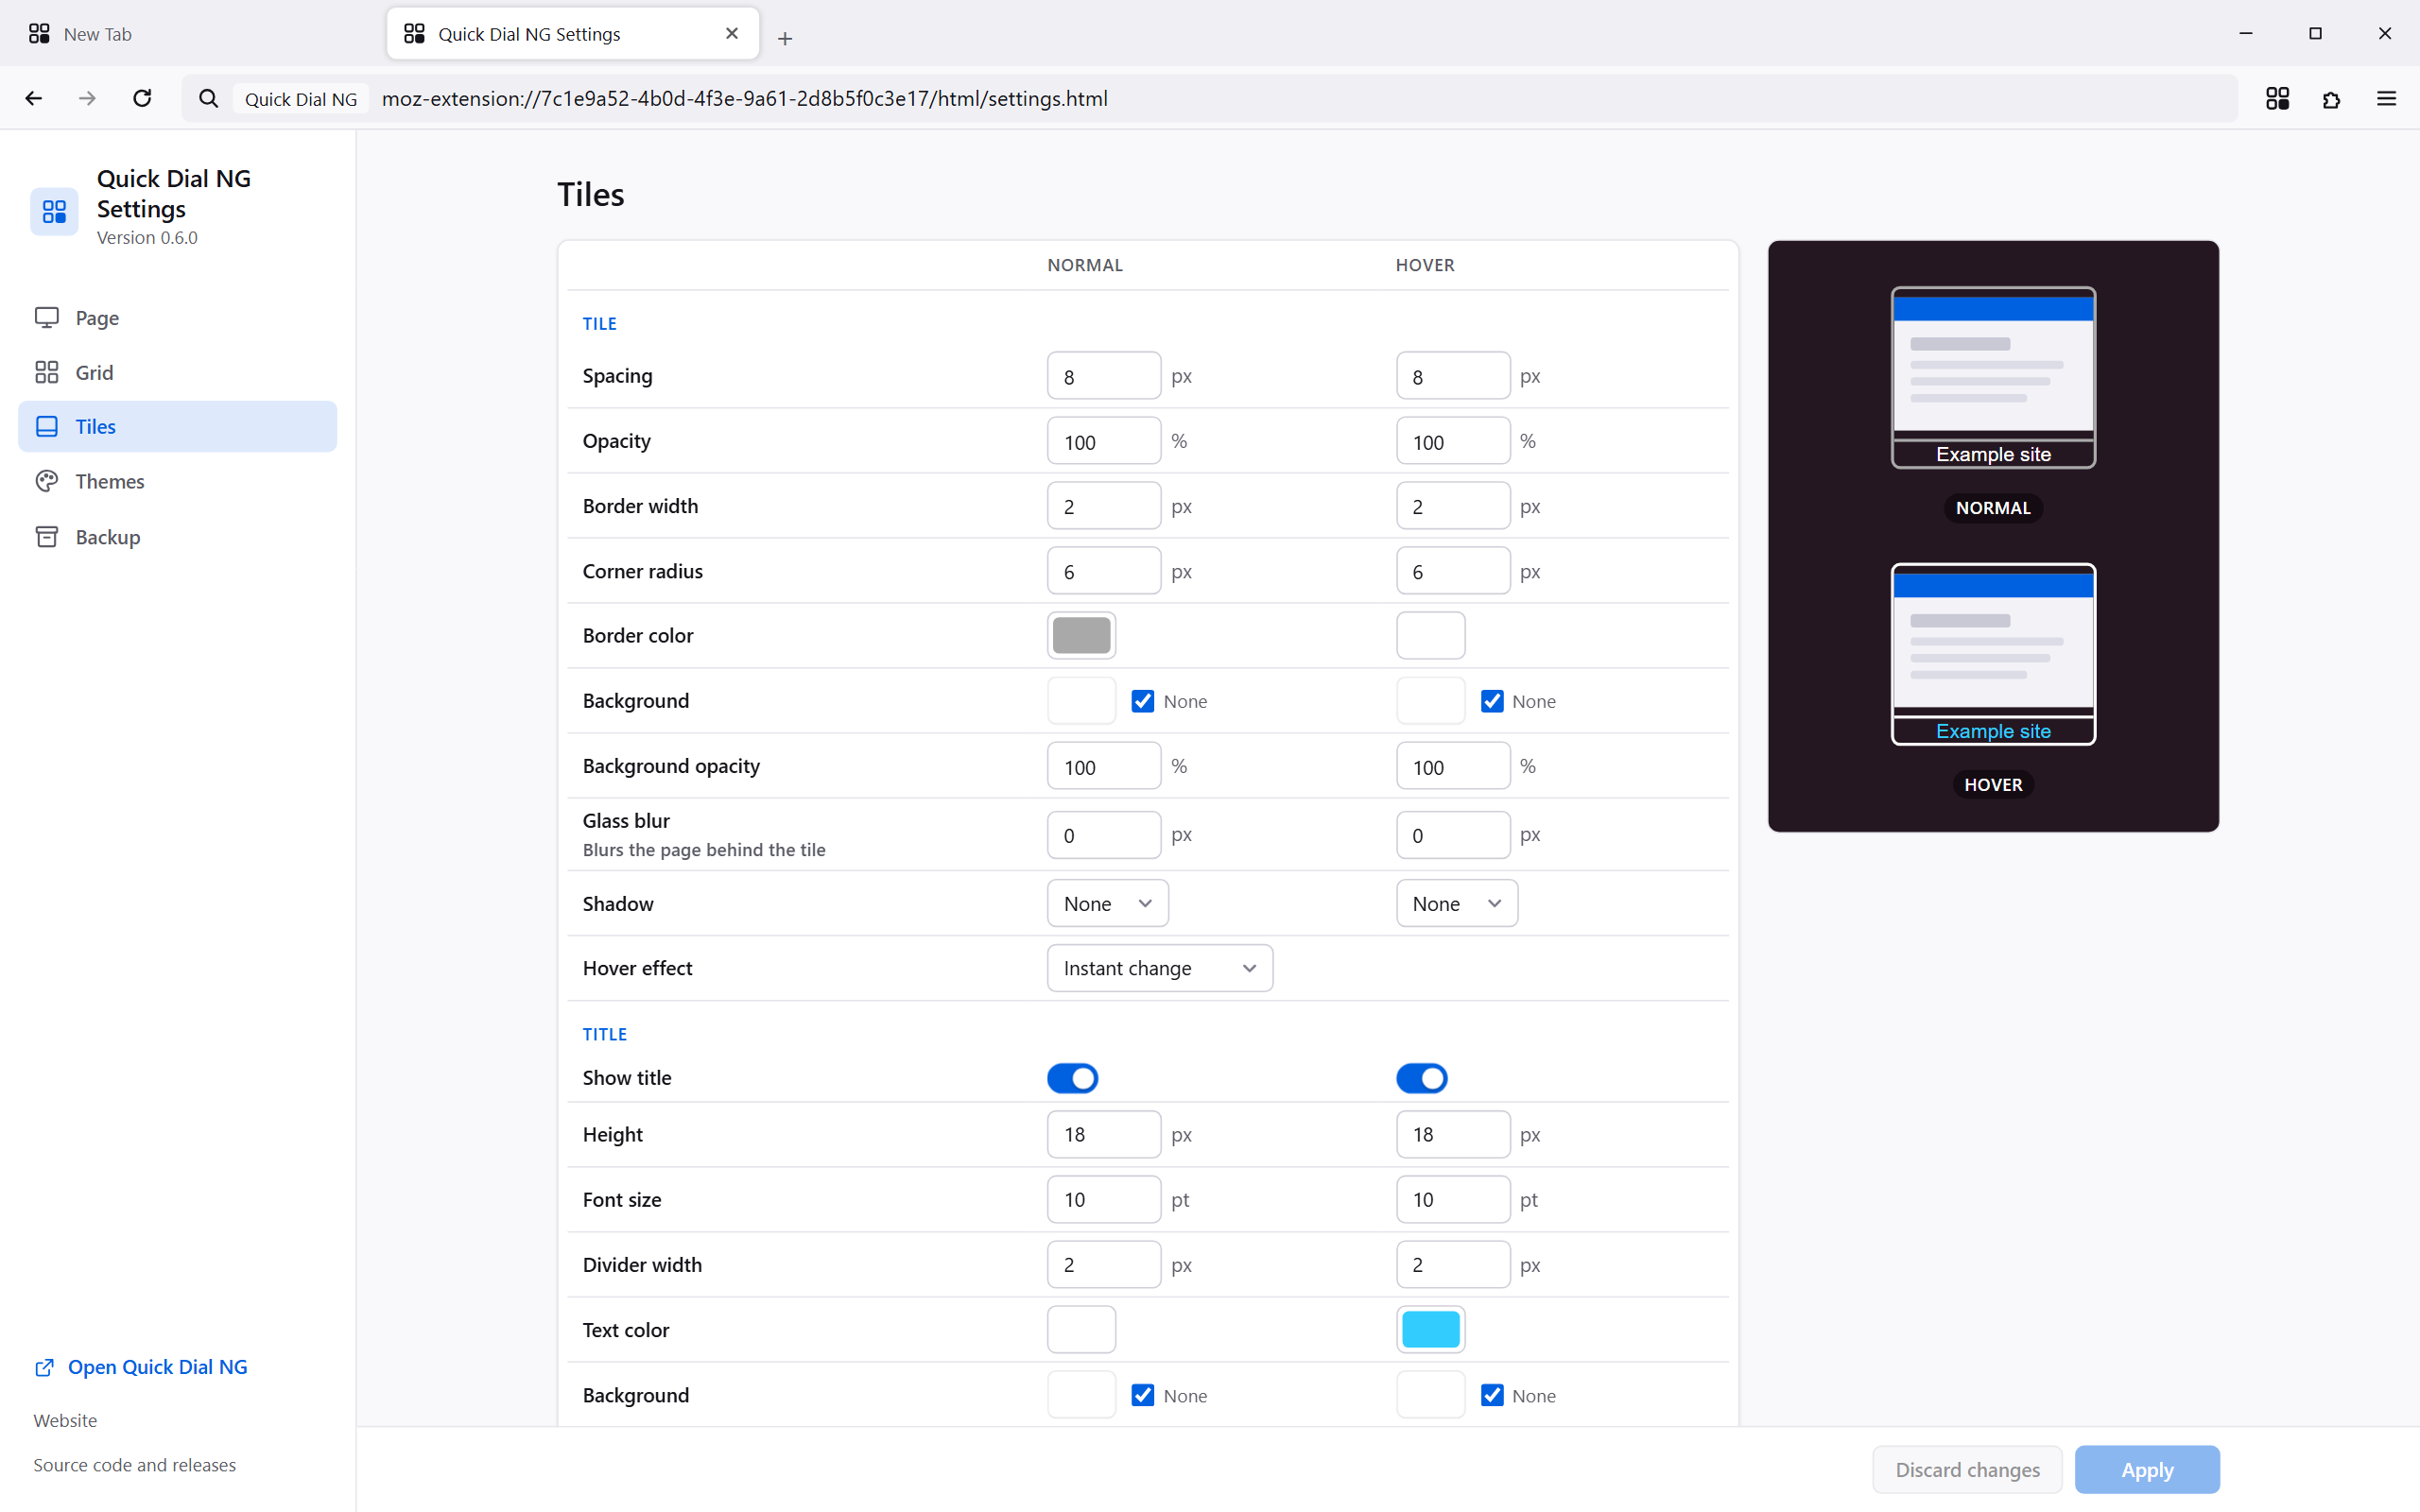 New Tab
Quick Dial NG Settings
Quick Dial NG moz-extension://7c1e9a52-4b0d-4f3e-9a61-2d8b5f0c3e17/html/settings.html
Quick Dial NG
Settings
Version 0.6.0
Page
Grid
Tiles
Themes
Backup
Open Quick Dial NG
Website
Source code and releases
Tiles
NORMAL HOVER
TILE
Spacing 8 px 8 px
Opacity 100 % 100 %
Border width 2 px 2 px
Corner radius 6 px 6 px
Border color
Background None None
Background opacity 100 % 100 %
Glass blur 0 px 0 px
Blurs the page behind the tile
Shadow None None
Hover effect Instant change
TITLE
Show title
Height 18 px 18 px
Font size 10 pt 10 pt
Divider width 2 px 2 px
Text color
Background None None
Example site
NORMAL
Example site
HOVER
Discard changes Apply